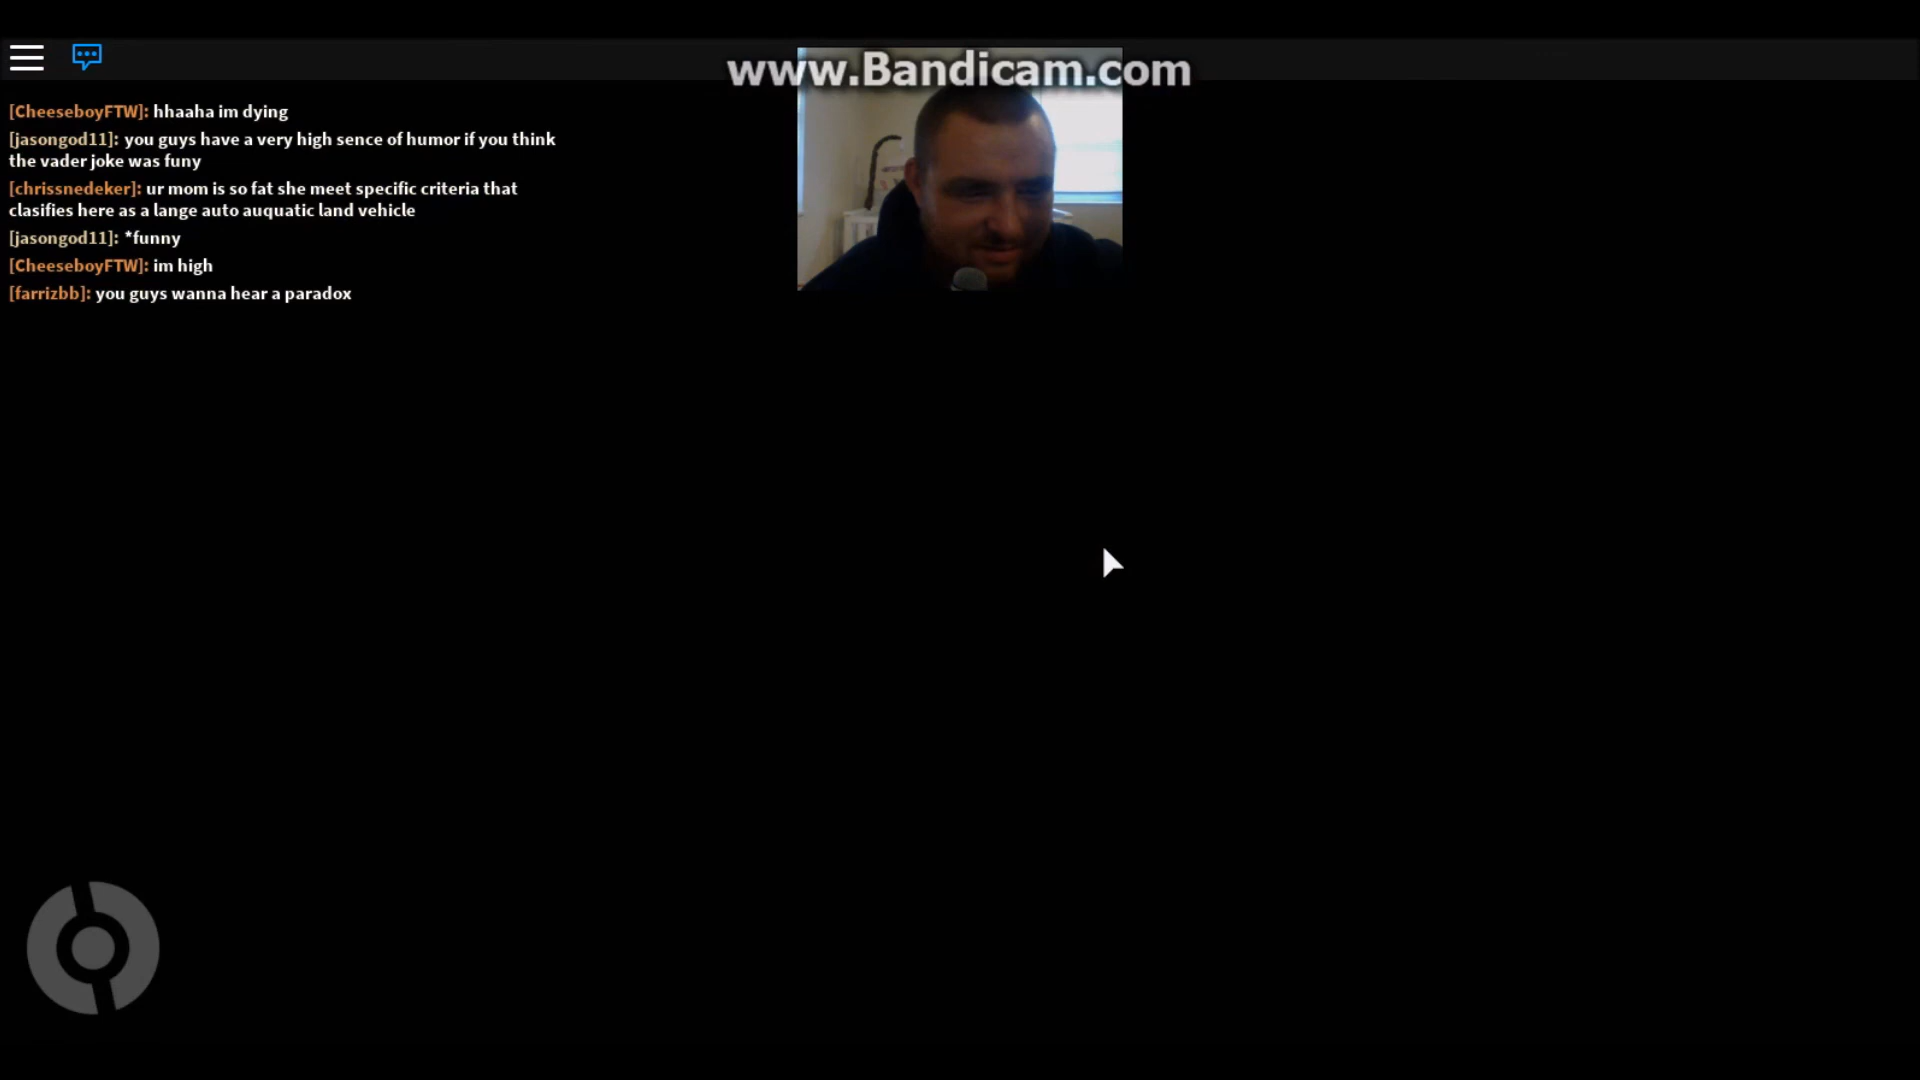 www.Bandicam.com
[CheeseboyFTW]: hhaaha im dying
[jasongod11]: you guys have a very high sence of humor if you think
the vader joke was funy
[chrissnedeker]: ur mom is so fat she meet specific criteria that
clasifies here as a lange auto auquatic land vehicle
[jasongod11]: *funny
[CheeseboyFTW]: im high
[farrizbb]: you guys wanna hear a paradox